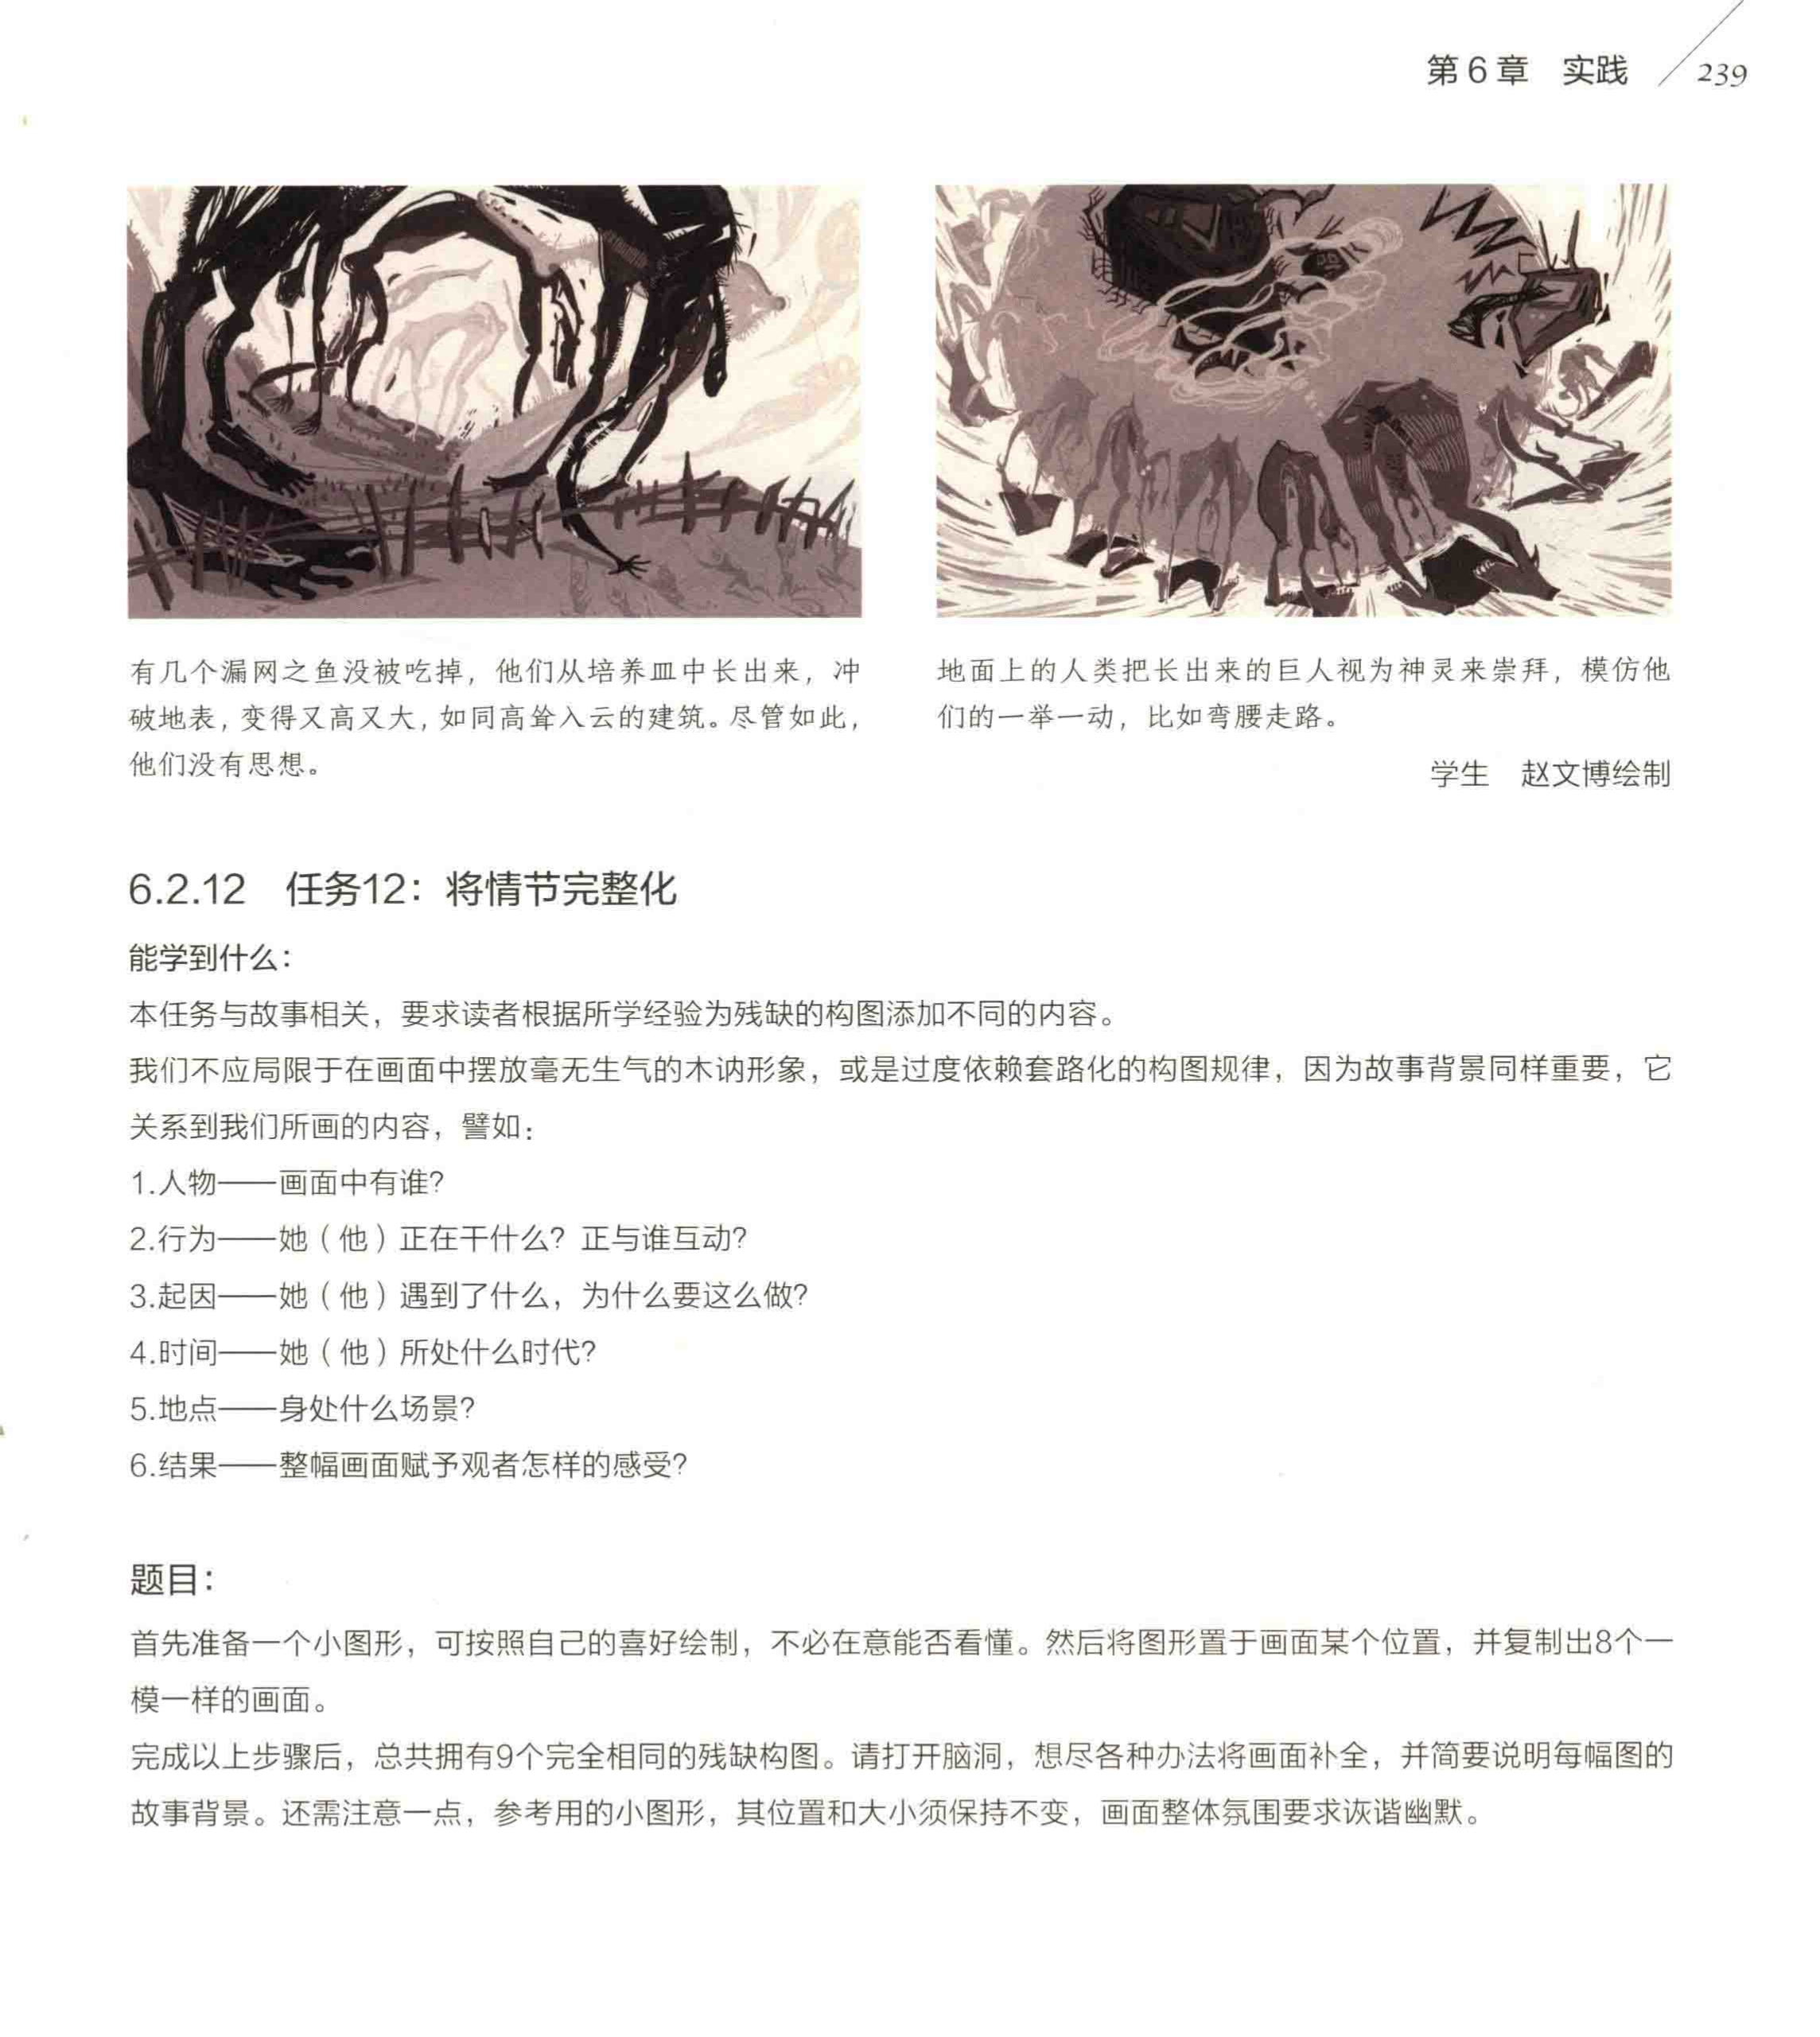 第6章 实践 239
有几个漏网之鱼没被吃掉，他们从培养皿中长出来，冲
破地表，变得又高又大，如同高耸入云的建筑。尽管如此，
他们没有思想。
地面上的人类把长出来的巨人视为神灵来崇拜，模仿他
们的一举一动，比如弯腰走路。
学生 赵文博绘制
6.2.12 任务12：将情节完整化
能学到什么：
本任务与故事相关，要求读者根据所学经验为残缺的构图添加不同的内容。
我们不应局限于在画面中摆放毫无生气的木讷形象，或是过度依赖套路化的构图规律，因为故事背景同样重要，它
关系到我们所画的内容，譬如：
1.人物——画面中有谁？
2.行为——她（他）正在干什么？正与谁互动？
3.起因——她（他）遇到了什么，为什么要这么做？
4.时间——她（他）所处什么时代？
5.地点——身处什么场景？
6.结果——整幅画面赋予观者怎样的感受？
题目：
首先准备一个小图形，可按照自己的喜好绘制，不必在意能否看懂。然后将图形置于画面某个位置，并复制出8个一
模一样的画面。
完成以上步骤后，总共拥有9个完全相同的残缺构图。请打开脑洞，想尽各种办法将画面补全，并简要说明每幅图的
故事背景。还需注意一点，参考用的小图形，其位置和大小须保持不变，画面整体氛围要求诙谐幽默。